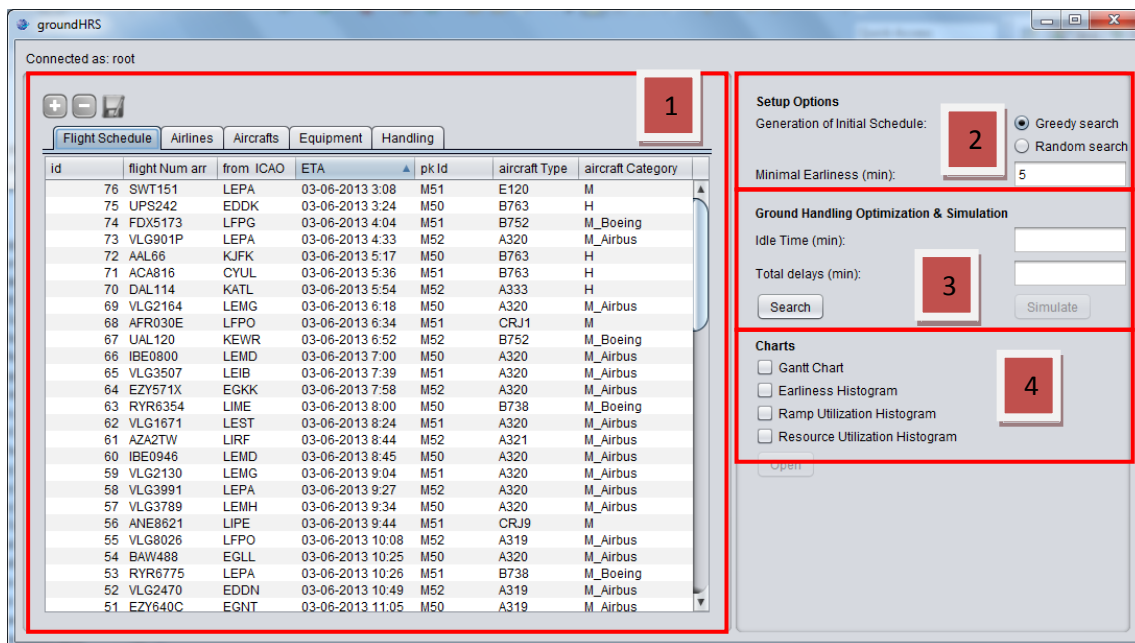 groundHRS
Connected as: root
1
Flight Schedule Airlines Aircrafts Equipment Handling
id flight Num arr from ICAO ETA pk Id aircraft Type aircraft Category
76 SWT151 LEPA 03-06-2013 3:08 M51 E120 M
75 UPS242 EDDK 03-06-2013 3:24 M50 B763 H
74 FDX5173 LFPG 03-06-2013 4:04 M51 B752 M_Boeing
73 VLG901P LEPA 03-06-2013 4:33 M52 A320 M_Airbus
72 AAL66 KJFK 03-06-2013 5:17 M50 B763 H
71 ACA816 CYUL 03-06-2013 5:36 M51 B763 H
70 DAL114 KATL 03-06-2013 5:54 M52 A333 H
69 VLG2164 LEMG 03-06-2013 6:18 M50 A320 M_Airbus
68 AFR030E LFPO 03-06-2013 6:34 M51 CRJ1 M
67 UAL120 KEWR 03-06-2013 6:52 M52 B752 M_Boeing
66 IBE0800 LEMD 03-06-2013 7:00 M50 A320 M_Airbus
65 VLG3507 LEIB 03-06-2013 7:39 M51 A320 M_Airbus
64 EZY571X EGKK 03-06-2013 7:58 M52 A320 M_Airbus
63 RYR6354 LIME 03-06-2013 8:00 M50 B738 M_Boeing
62 VLG1671 LEST 03-06-2013 8:24 M51 A320 M_Airbus
61 AZA2TW LIRF 03-06-2013 8:44 M52 A321 M_Airbus
60 IBE0946 LEMD 03-06-2013 8:45 M50 A320 M_Airbus
59 VLG2130 LEMG 03-06-2013 9:04 M51 A320 M_Airbus
58 VLG3991 LEPA 03-06-2013 9:27 M52 A320 M_Airbus
57 VLG3789 LEMH 03-06-2013 9:34 M50 A320 M_Airbus
56 ANE8621 LIPE 03-06-2013 9:44 M51 CRJ9 M
55 VLG8026 LFPO 03-06-2013 10:08 M52 A319 M_Airbus
54 BAW488 EGLL 03-06-2013 10:25 M50 A320 M_Airbus
53 RYR6775 LEPA 03-06-2013 10:26 M51 B738 M_Boeing
52 VLG2470 EDDN 03-06-2013 10:49 M52 A319 M_Airbus
51 EZY640C EGNT 03-06-2013 11:05 M50 A319 M_Airbus
Setup Options
Generation of Initial Schedule:
2
Greedy search
Random search
Minimal Earliness (min): 5
Ground Handling Optimization & Simulation
Idle Time (min):
Total delays (min):
3
Search Simulate
Charts
Gantt Chart
Earliness Histogram
Ramp Utilization Histogram
Resource Utilization Histogram
4
Open